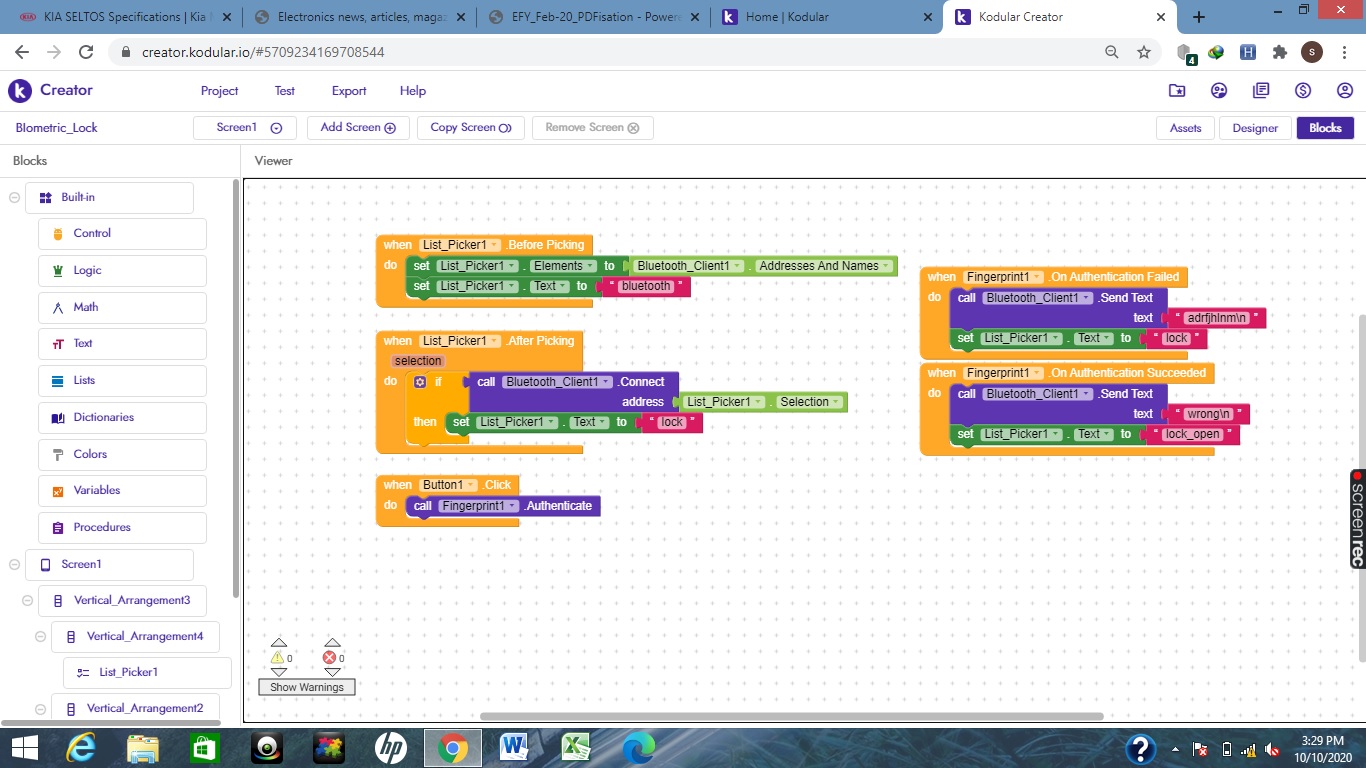 KIA SELTOS Specifications | Kia
Electronics news, articles, magaz
EFY_Feb-20_PDFisation - Powere
Home | Kodular
Kodular Creator
creator.kodular.io/#5709234169708544
4
H
S
Creator
Project
Test
Export
Help
BIometric_Lock
Screen1
Add Screen
Copy Screen
Remove Screen
Assets
Designer
Blocks
Blocks
Viewer
Built-in
Control
Logic
Math
Text
Lists
Dictionaries
Colors
Variables
Procedures
Screen1
Vertical_Arrangement3
Vertical_Arrangement4
List_Picker1
Vertical_Arrangement2
when List_Picker1 .Before Picking
do set List_Picker1 . Elements to Bluetooth_Client1 . Addresses And Names
set List_Picker1 . Text to " bluetooth "
when List_Picker1 .After Picking
selection
do if call Bluetooth_Client1 .Connect
address List_Picker1 . Selection
then set List_Picker1 . Text to " lock "
when Button1 .Click
do call Fingerprint1 .Authenticate
when Fingerprint1 .On Authentication Failed
do call Bluetooth_Client1 .Send Text
text " adrfjhlnm\n "
set List_Picker1 . Text to " lock "
when Fingerprint1 .On Authentication Succeeded
do call Bluetooth_Client1 .Send Text
text " wrong\n "
set List_Picker1 . Text to " lock_open "
0
0
Show Warnings
screenrec
3:29 PM
10/10/2020